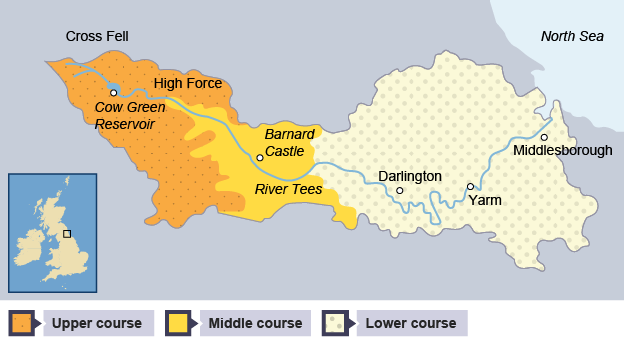 Cross Fell
North Sea
High Force
Cow Green
Reservoir
Barnard
Castle
Middlesborough
Darlington
River Tees
Yarm
Upper course
Middle course
Lower course